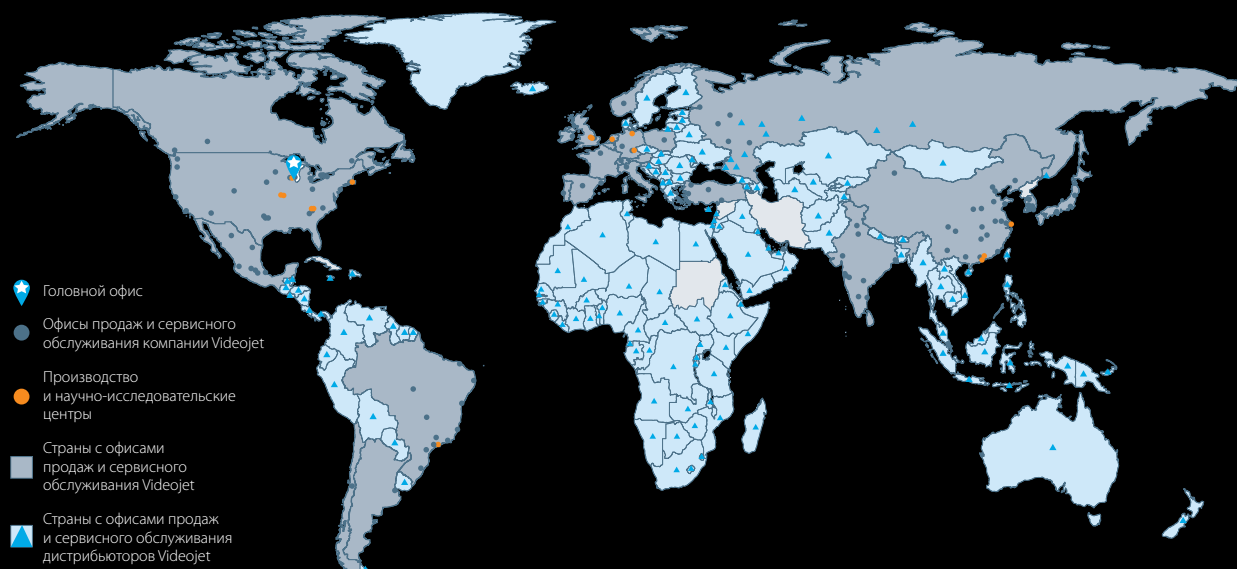 Головной офис
Офисы продаж и сервисного
обслуживания компании Videojet
Производство
и научно-исследовательские
центры
Страны с офисами
продаж и сервисного
обслуживания Videojet
Страны с офисами продаж
и сервисного обслуживания
дистрибьюторов Videojet